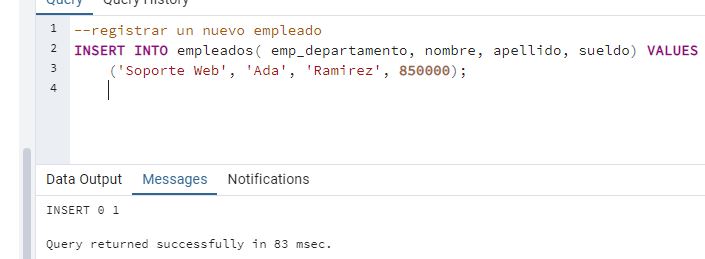 Query Query History
1 --registrar un nuevo empleado
2 INSERT INTO empleados( emp_departamento, nombre, apellido, sueldo) VALUES
3 ('Soporte Web', 'Ada', 'Ramirez', 850000);
4
Data Output Messages Notifications
INSERT 0 1
Query returned successfully in 83 msec.